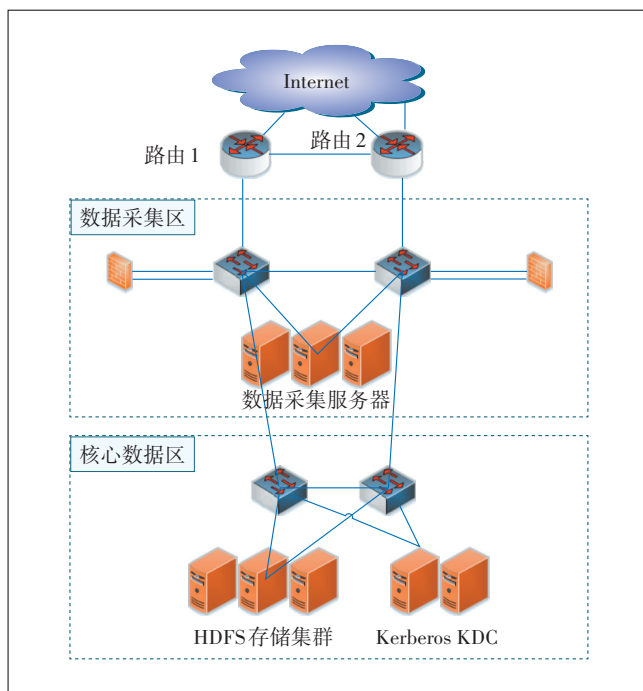 Internet
路由1
路由2
数据采集区
数据采集服务器
核心数据区
HDFS存储集群
Kerberos KDC